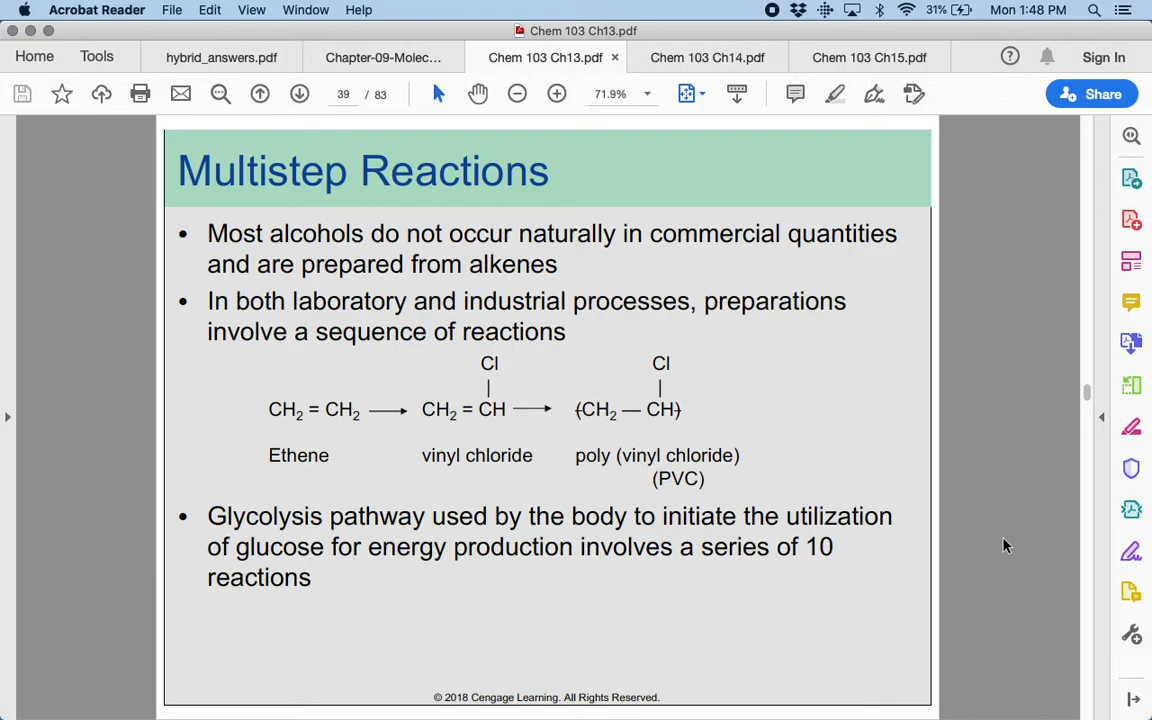 Acrobat Reader File Edit View Window Help 31% Mon 1:48 PM
Chem 103 Ch13.pdf
Home Tools hybrid_answers.pdf Chapter-09-Molec... Chem 103 Ch13.pdf × Chem 103 Ch14.pdf Chem 103 Ch15.pdf Sign In
39 / 83 71.9% Share
Multistep Reactions
• Most alcohols do not occur naturally in commercial quantities
and are prepared from alkenes
• In both laboratory and industrial processes, preparations
involve a sequence of reactions
Cl Cl
| |
CH₂ = CH₂ → CH₂ = CH → (CH₂ — CH)
Ethene vinyl chloride poly (vinyl chloride)
(PVC)
• Glycolysis pathway used by the body to initiate the utilization
of glucose for energy production involves a series of 10
reactions
© 2018 Cengage Learning. All Rights Reserved.